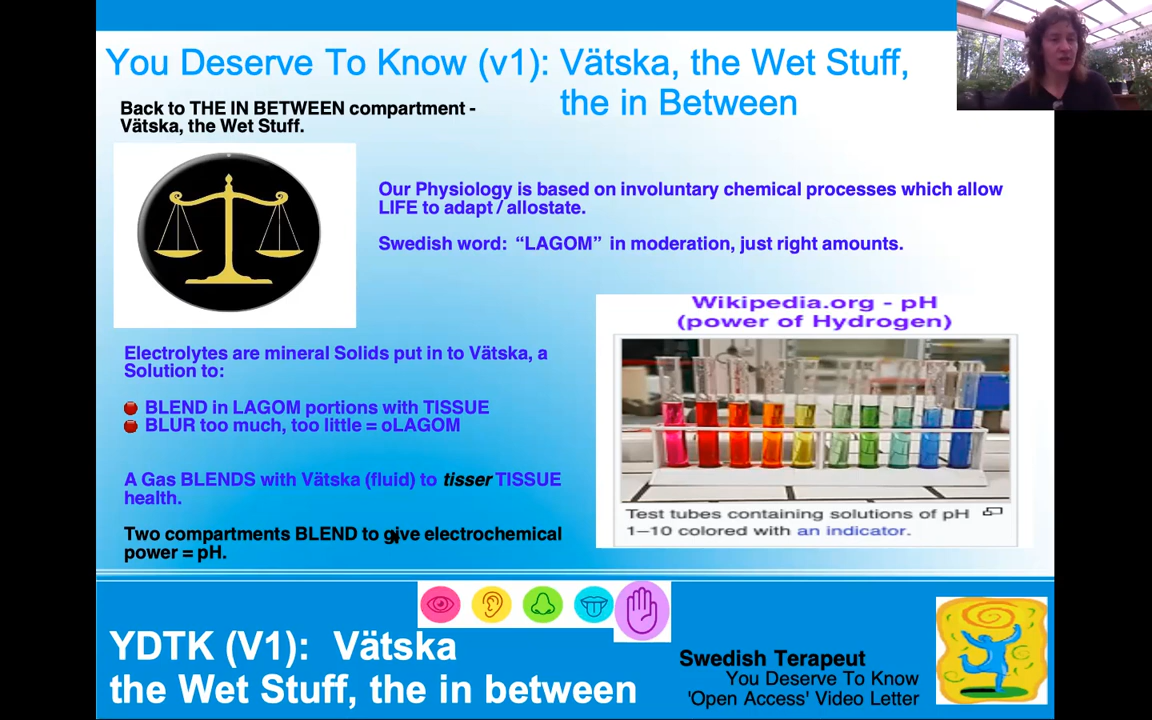 You Deserve To Know (v1): Vätska, the Wet Stuff,
the in Between
Back to THE IN BETWEEN compartment -
Vätska, the Wet Stuff.
Our Physiology is based on involuntary chemical processes which allow
LIFE to adapt / allostate.
Swedish word: “LAGOM” in moderation, just right amounts.
Wikipedia.org - pH
(power of Hydrogen)
Electrolytes are mineral Solids put in to Vätska, a
Solution to:
BLEND in LAGOM portions with TISSUE
BLUR too much, too little = oLAGOM
A Gas BLENDS with Vätska (fluid) to tisser TISSUE
health.
Two compartments BLEND to give electrochemical
power = pH.
Test tubes containing solutions of pH
1–10 colored with an indicator.
YDTK (V1): Vätska
the Wet Stuff, the in between
Swedish Terapeut
You Deserve To Know
'Open Access' Video Letter